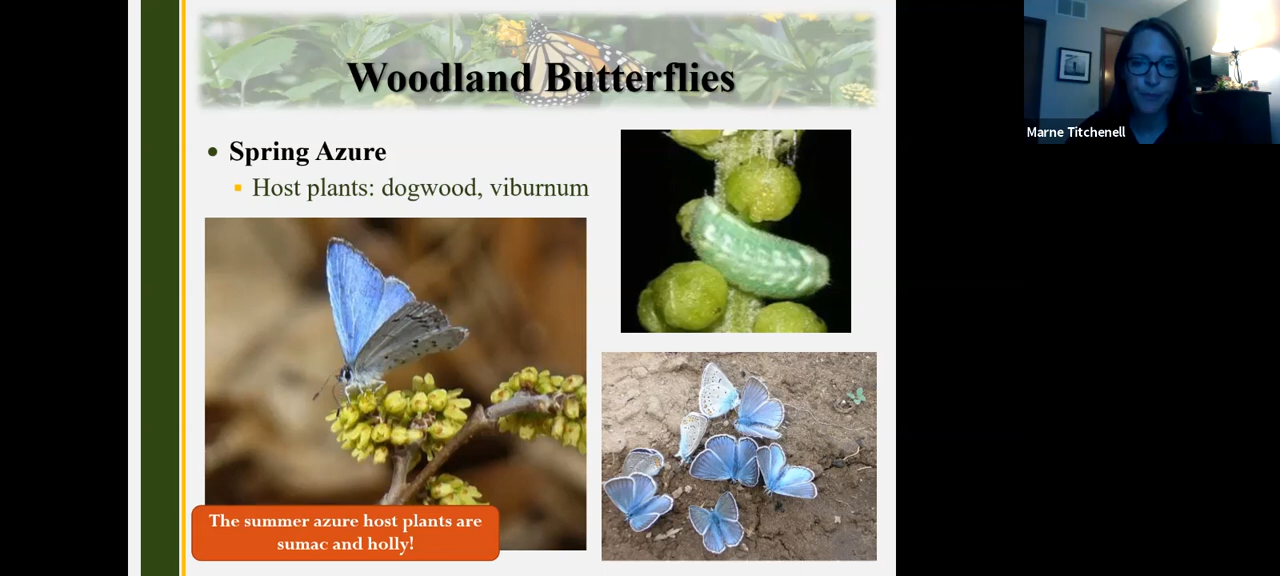 Woodland Butterflies
Marne Titchenell
• Spring Azure
▪ Host plants: dogwood, viburnum
The summer azure host plants are
sumac and holly!